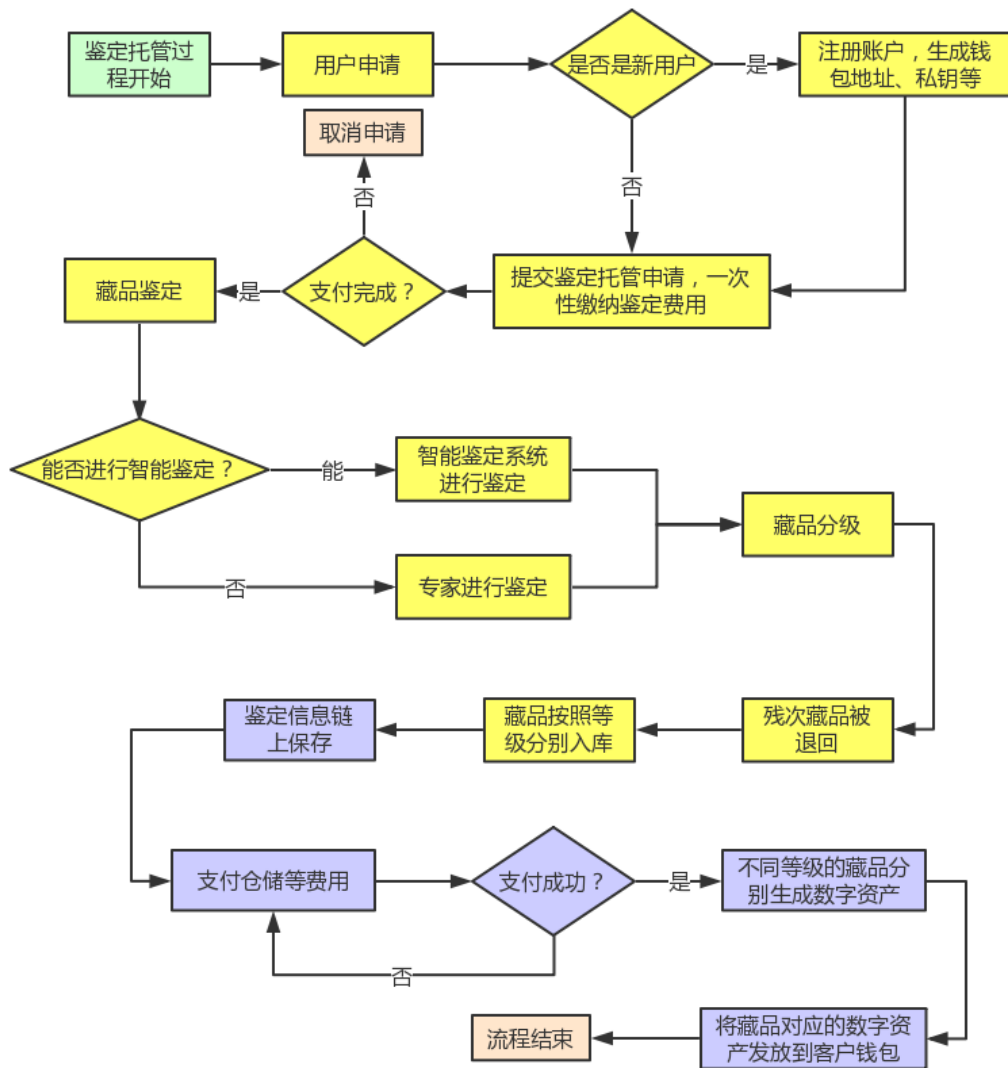 鉴定托管过
程开始
用户申请
是否是新用户
是
注册账户，生成钱
包地址、私钥等
取消申请
否
否
藏品鉴定
是
支付完成？
提交鉴定托管申请，一次
性缴纳鉴定费用
能否进行智能鉴定？
能
智能鉴定系统
进行鉴定
藏品分级
否
专家进行鉴定
鉴定信息链
上保存
藏品按照等
级分别入库
残次藏品被
退回
支付仓储等费用
支付成功？
是
不同等级的藏品分
别生成数字资产
否
流程结束
将藏品对应的数字资
产发放到客户钱包